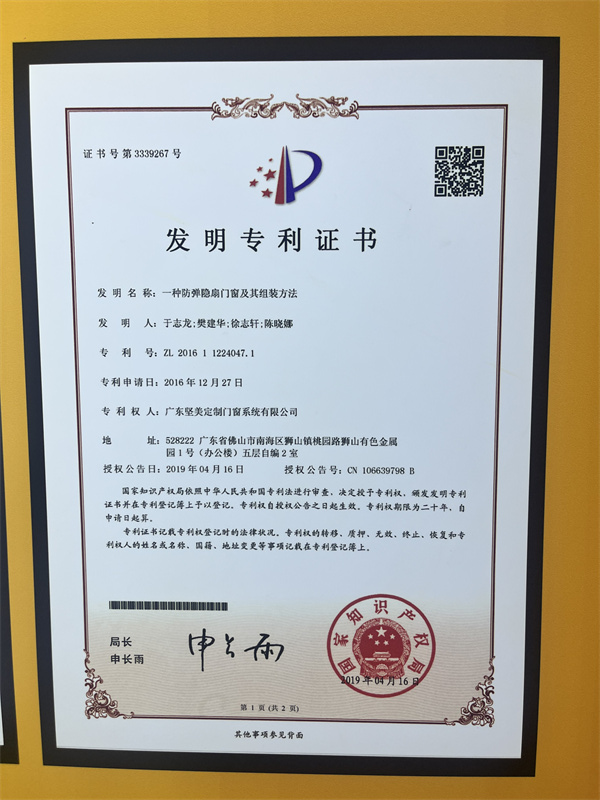 证书号第3339267号
发明专利证书
发明名称：一种防弹隐扇门窗及其组装方法
发明人：于志龙;樊建华;徐志轩;陈晓娜
专利号：ZL 2016 1 1224047.1
专利申请日：2016年12月27日
专利权人：广东坚美定制门窗系统有限公司
地址：528222 广东省佛山市南海区狮山镇桃园路狮山有色金属
园1号（办公楼）五层自编2室
授权公告日：2019年04月16日 授权公告号：CN 106639798 B
国家知识产权局依照中华人民共和国专利法进行审查，决定授予专利权，颁发发明专利
证书并在专利登记簿上予以登记。专利权自授权公告之日起生效。专利权期限为二十年，自
申请日起算。
专利证书记载专利权登记时的法律状况。专利权的转移、质押、无效、终止、恢复和专
利权人的姓名或名称、国籍、地址变更等事项记载在专利登记簿上。
局长
申长雨
申长雨
国家知识产权局
2019年04月16日
第1页(共2页)
其他事项参见背面